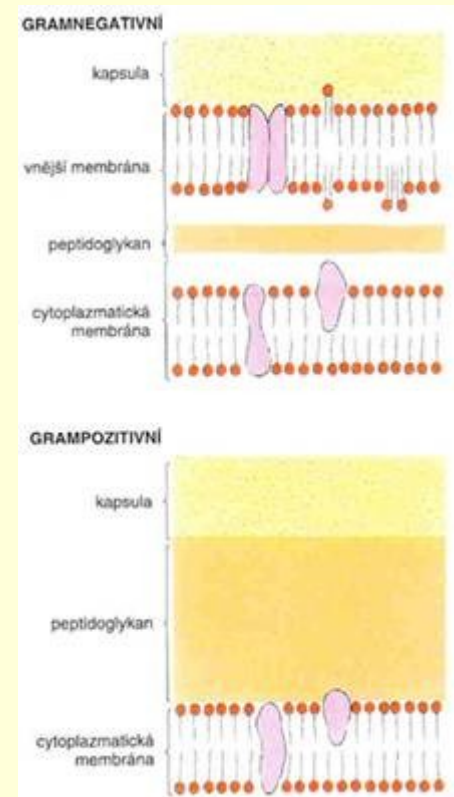 GRAMNEGATIVNÍ
kapsula
vnější membrána
peptidoglykan
cytoplazmatická
membrána
GRAMPOZITIVNÍ
kapsula
peptidoglykan
cytoplazmatická
membrána